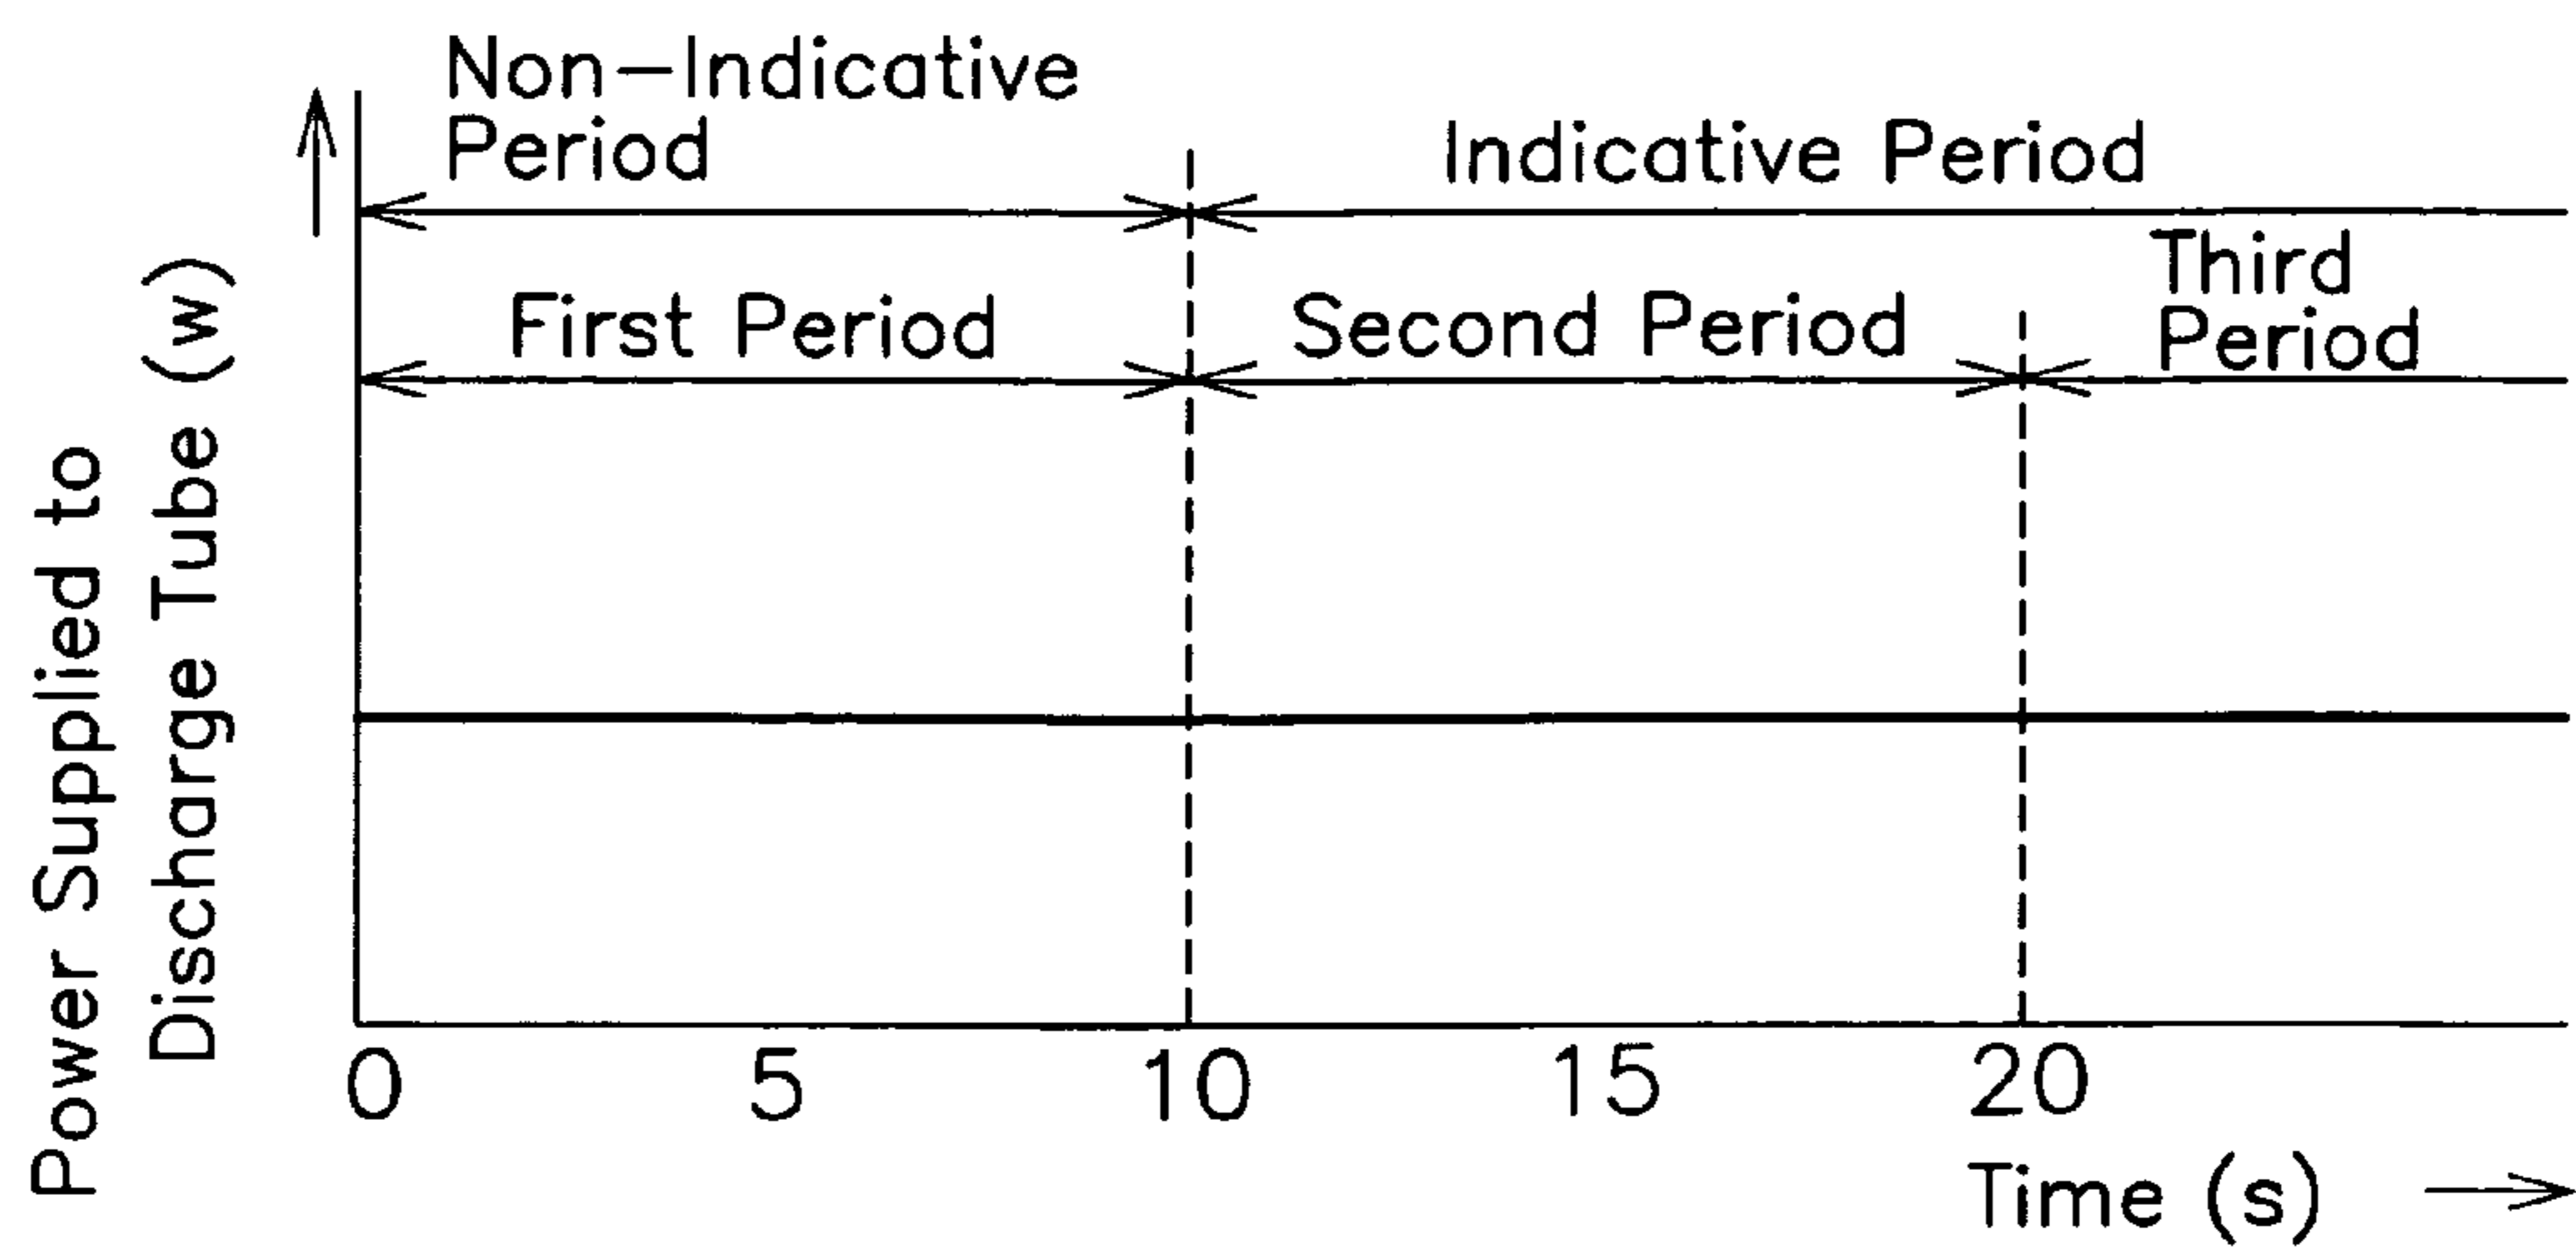 Non-Indicative
Period
Indicative Period
First Period
Second Period
Third
Period
Power Supplied to
Discharge Tube (w)
0 5 10 15 20
Time (s)